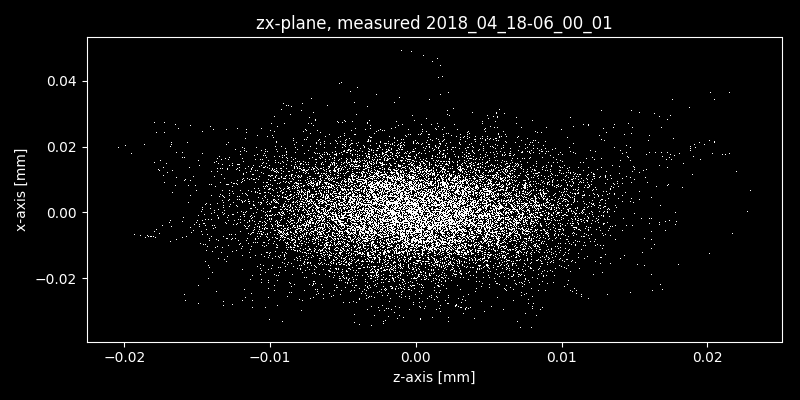 zx-plane, measured 2018_04_18-06_00_01
0.04
0.02
0.00
−0.02
x-axis [mm]
−0.02 −0.01 0.00 0.01 0.02
z-axis [mm]